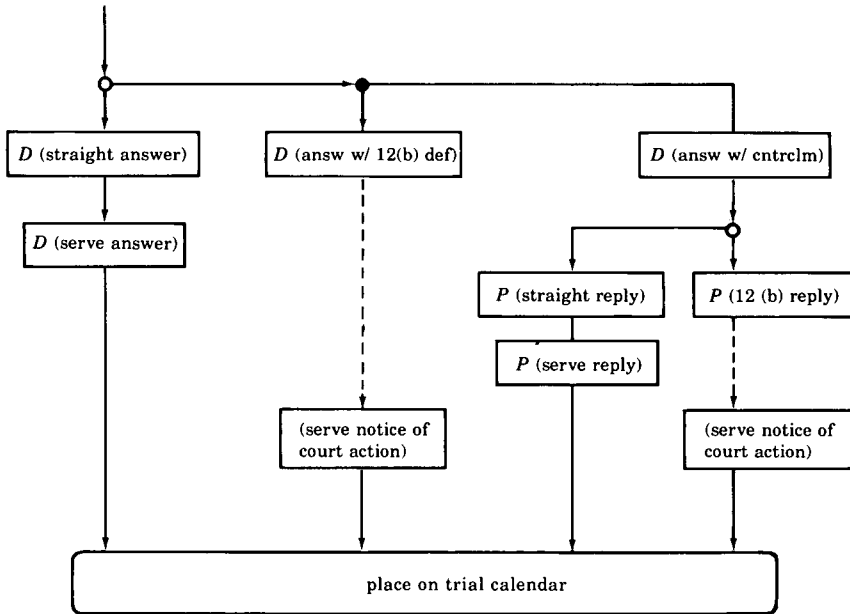 D (straight answer)
D (answ w/ 12(b) def)
D (answ w/ cntrclm)
D (serve answer)
P (straight reply)
P (12 (b) reply)
P (serve reply)
(serve notice of
court action)
(serve notice of
court action)
place on trial calendar